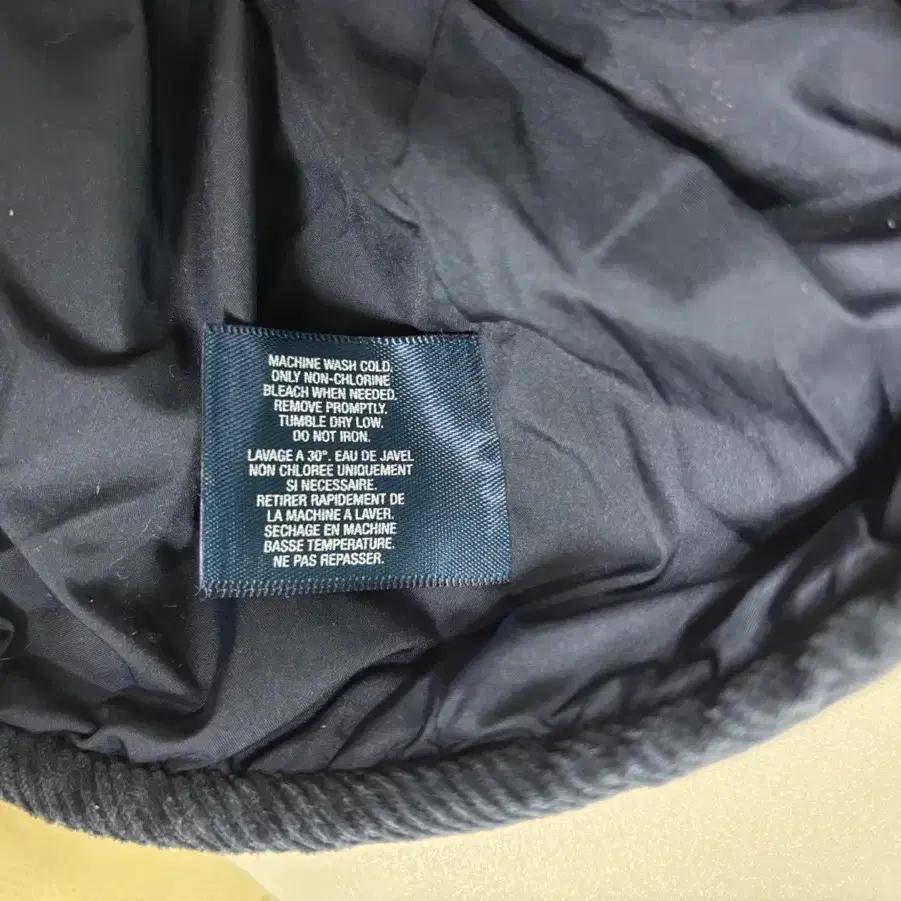 MACHINE WASH COLD.
ONLY NON-CHLORINE
BLEACH WHEN NEEDED.
REMOVE PROMPTLY.
TUMBLE DRY LOW.
DO NOT IRON.
LAVAGE A 30°. EAU DE JAVEL
NON CHLOREE UNIQUEMENT
SI NECESSAIRE.
RETIRER RAPIDEMENT DE
LA MACHINE A LAVER.
SECHAGE EN MACHINE
BASSE TEMPERATURE.
NE PAS REPASSER.